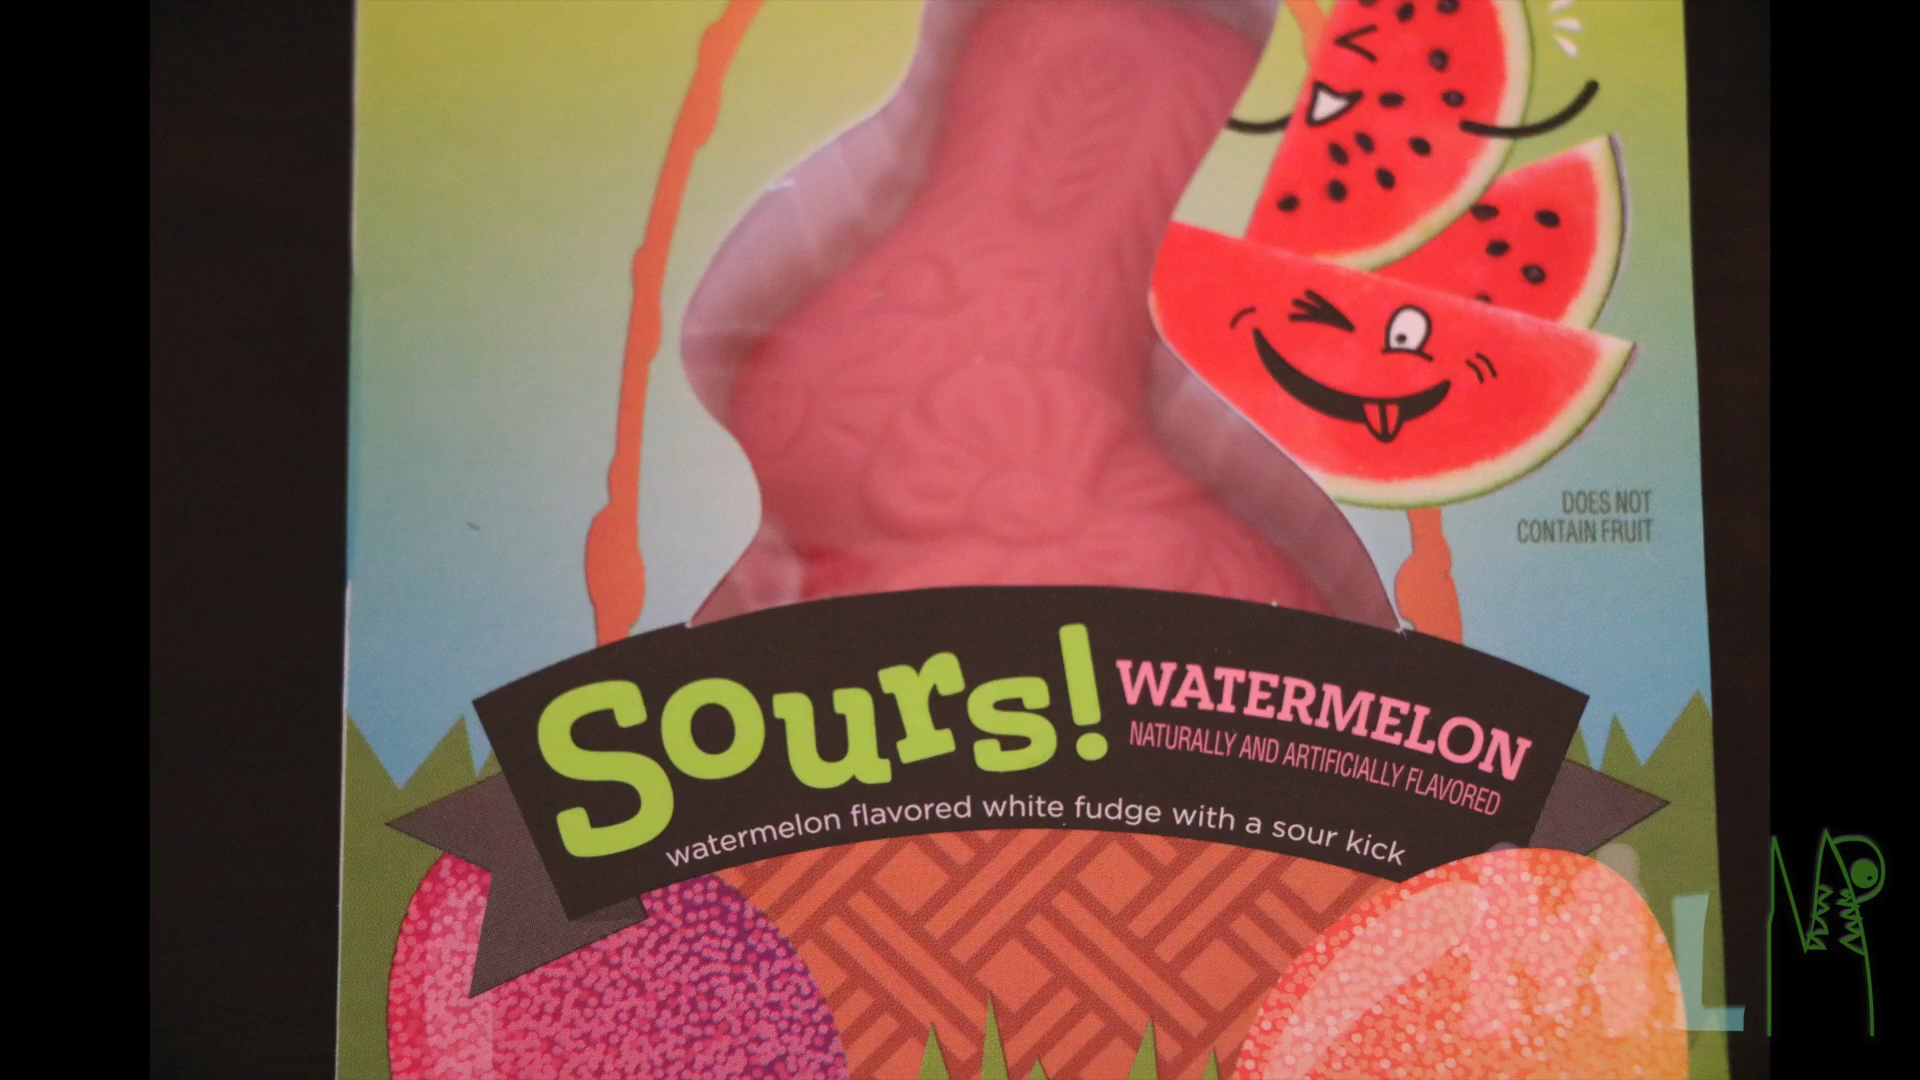 DOES NOT
CONTAIN FRUIT
Sours!
WATERMELON
NATURALLY AND ARTIFICIALLY FLAVORED
watermelon flavored white fudge with a sour kick